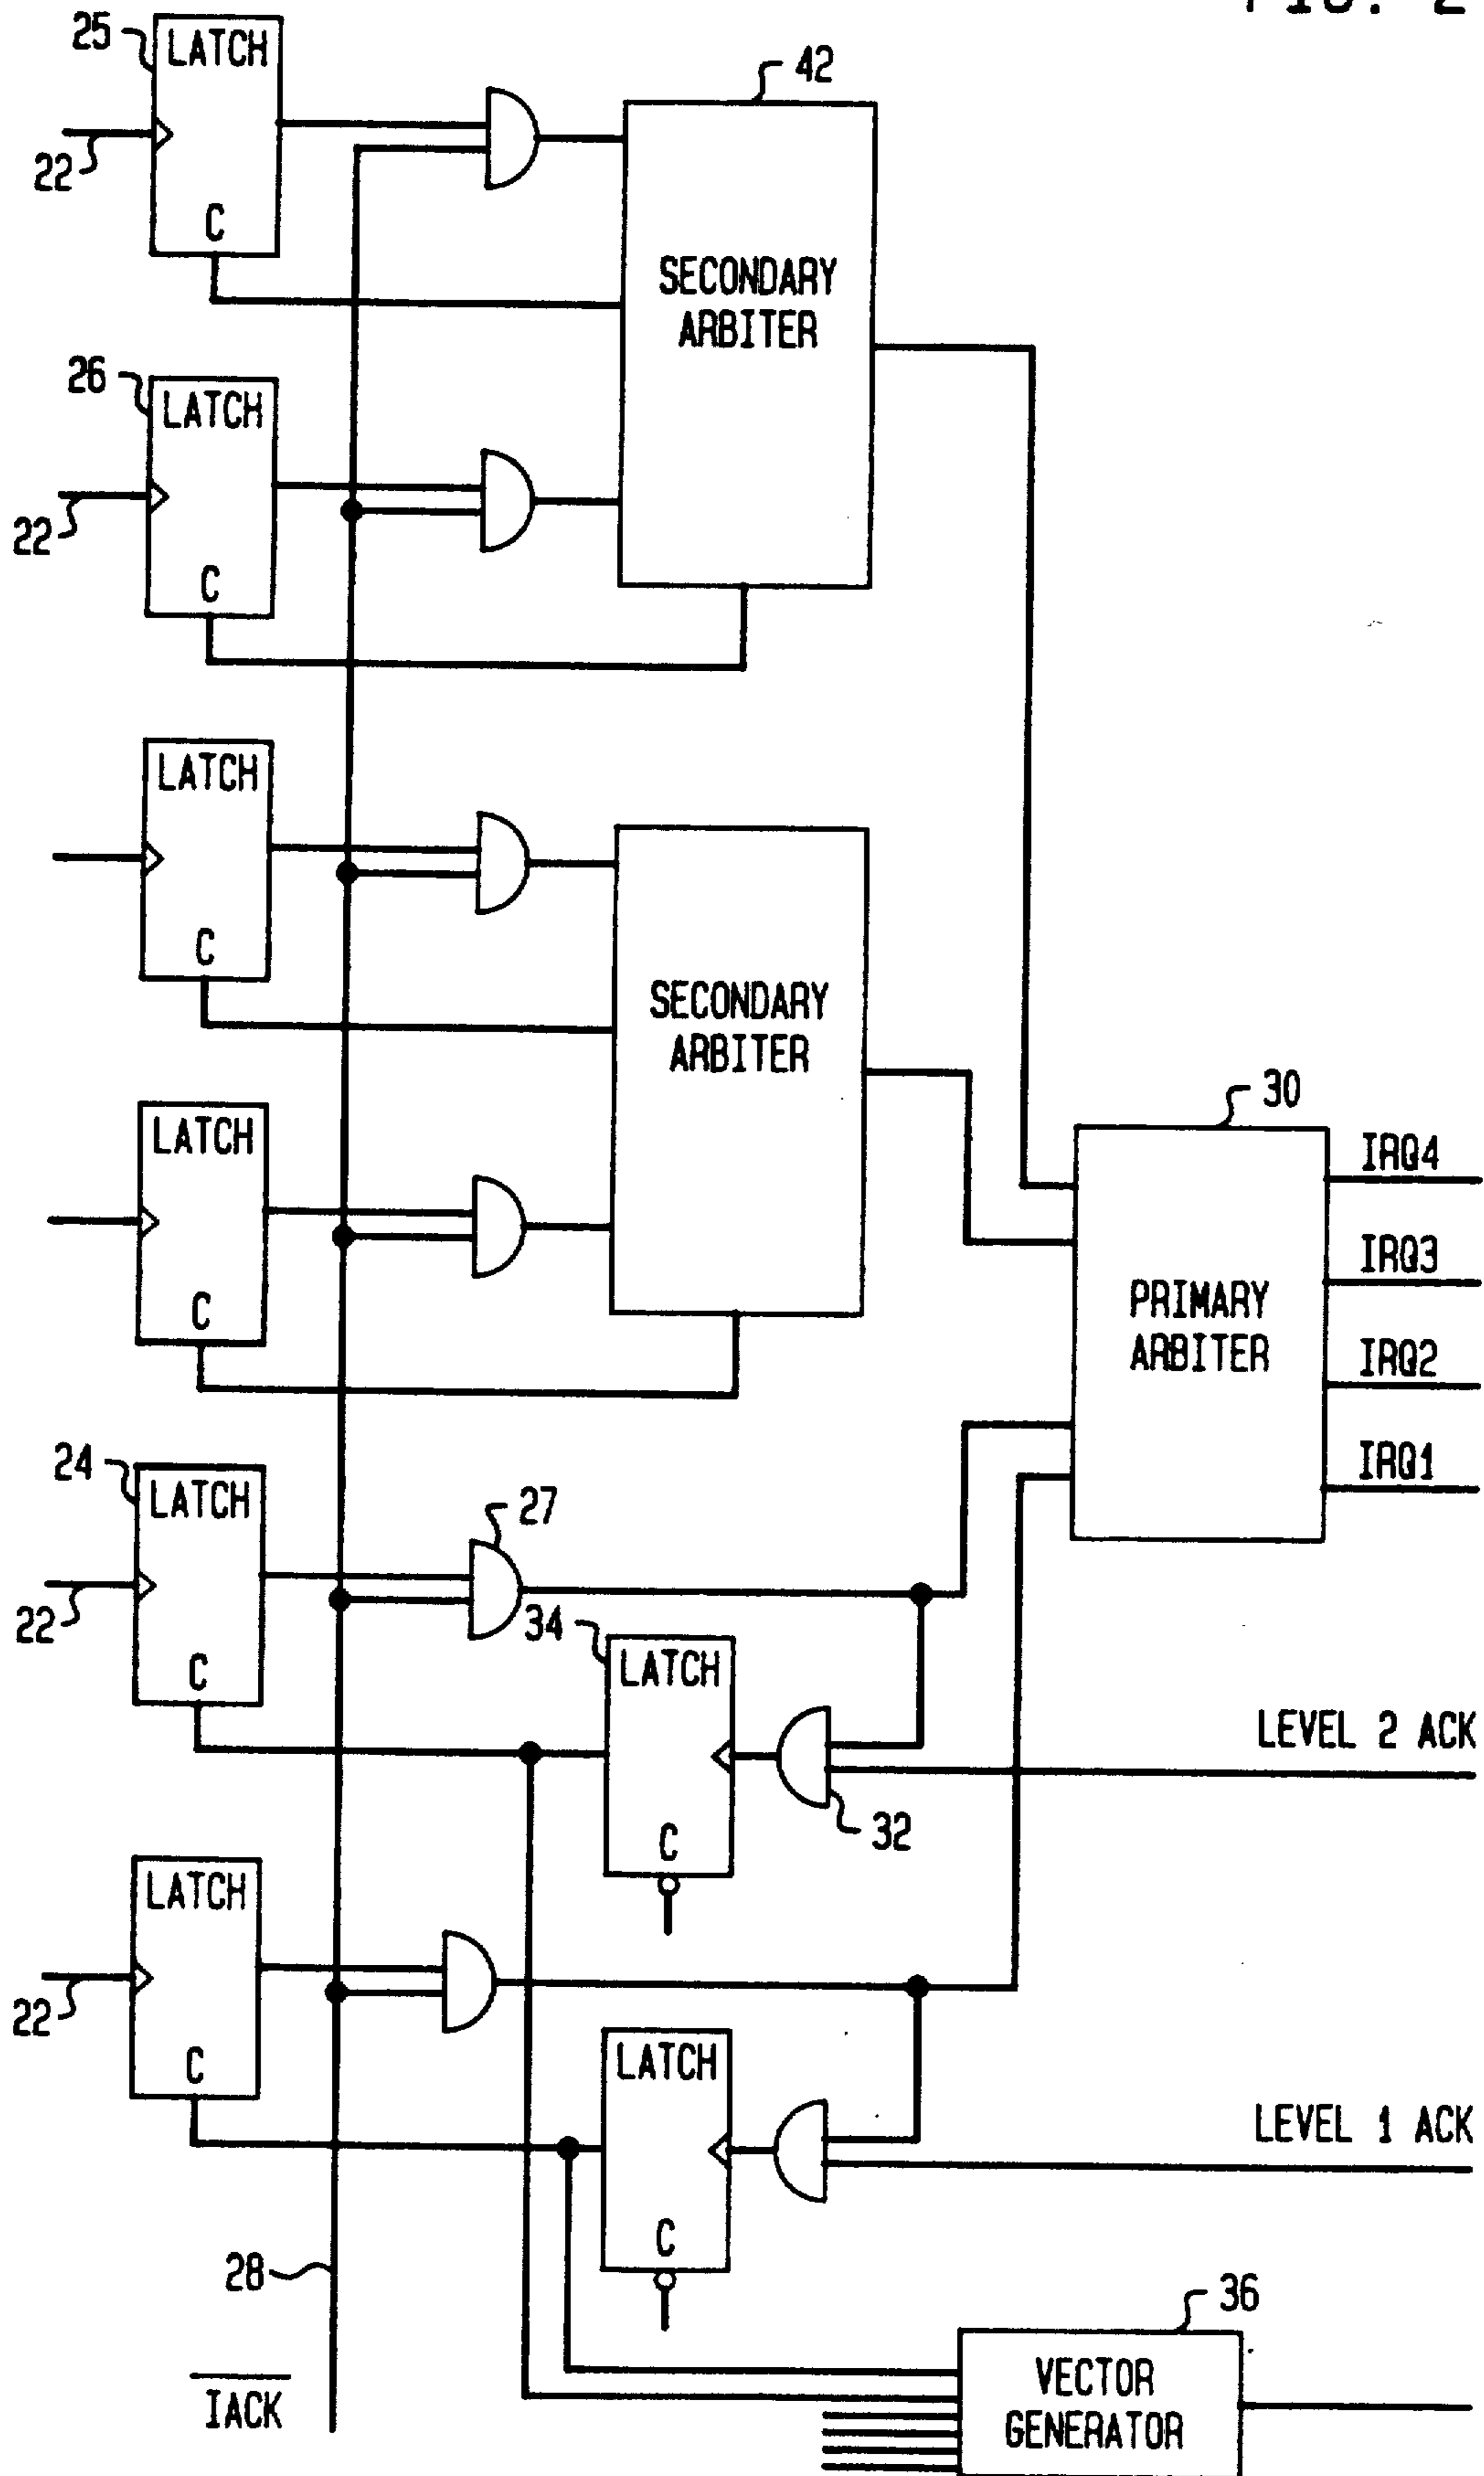 FIG. 2
25
LATCH
42
22
C
SECONDARY
ARBITER
26
LATCH
22
C
LATCH
C
SECONDARY
ARBITER
30
LATCH
IRQ4
IRQ3
C
PRIMARY
ARBITER
IRQ2
24
LATCH
27
IRQ1
22
34
LATCH
C
LEVEL 2 ACK
C
32
LATCH
22
C
LATCH
LEVEL 1 ACK
C
28
36
IACK
VECTOR
GENERATOR